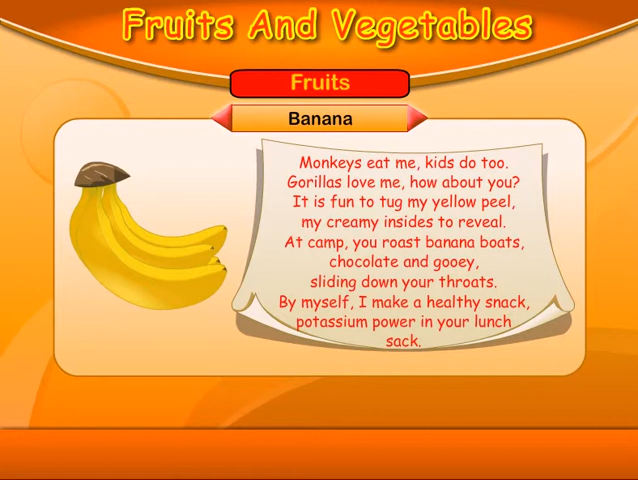 Fruits And Vegetables
Fruits
Banana
Monkeys eat me, kids do too.
Gorillas love me, how about you?
It is fun to tug my yellow peel,
my creamy insides to reveal.
At camp, you roast banana boats,
chocolate and gooey,
sliding down your throats.
By myself, I make a healthy snack,
potassium power in your lunch
sack.